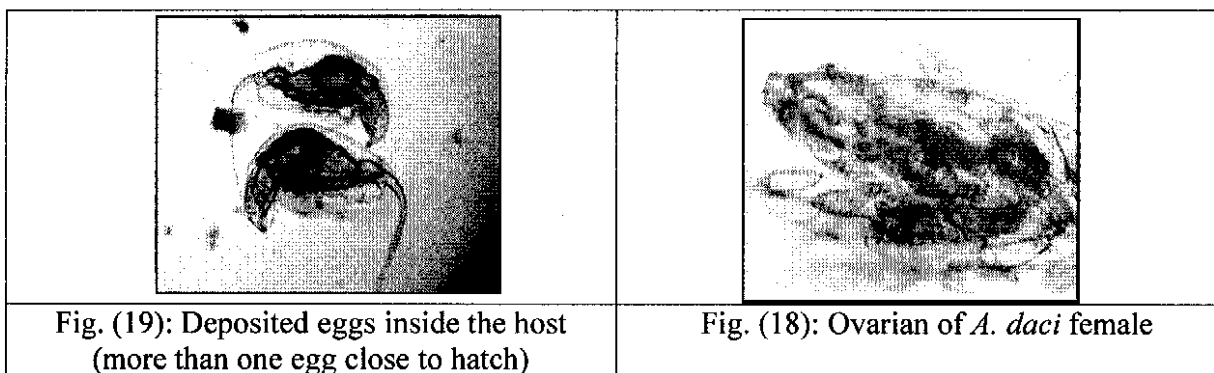 Fig. (19): Deposited eggs inside the host
(more than one egg close to hatch)
Fig. (18): Ovarian of A. daci female